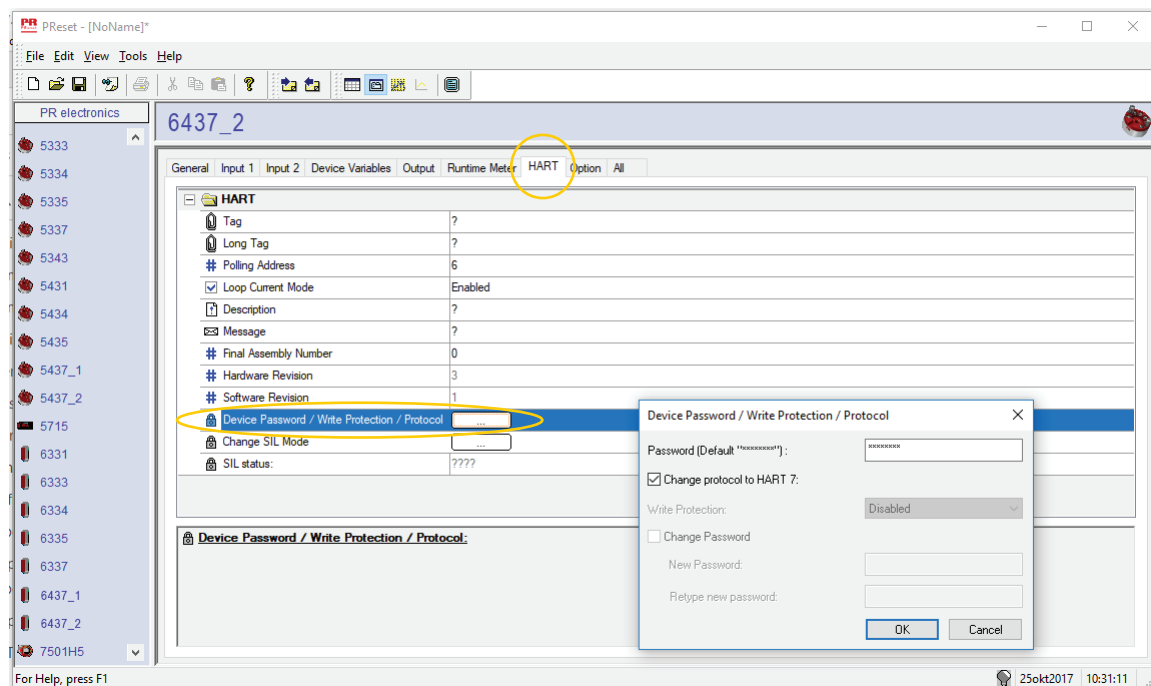 PR PReset - [NoName]*
File Edit View Tools Help
PR electronics
6437_2
5333
5334
5335
5337
5343
5431
5434
5435
5437_1
5437_2
5715
6331
6333
6334
6335
6337
6437_1
6437_2
7501H5
General Input 1 Input 2 Device Variables Output Runtime Meter HART Option All
HART
Tag ?
Long Tag ?
Polling Address 6
Loop Current Mode Enabled
Description ?
Message ?
Final Assembly Number 0
Hardware Revision 3
Software Revision 1
Device Password / Write Protection / Protocol ...
Change SIL Mode ...
SIL status: ????
Device Password / Write Protection / Protocol:
Device Password / Write Protection / Protocol
Password (Default "********") : ********
Change protocol to HART 7:
Write Protection: Disabled
Change Password
New Password:
Retype new password:
OK Cancel
For Help, press F1 25okt2017 10:31:11